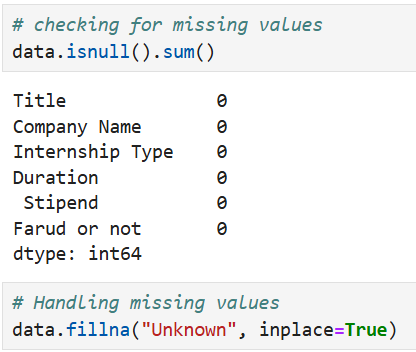 # checking for missing values
data.isnull().sum()
Title 0
Company Name 0
Internship Type 0
Duration 0
 Stipend 0
Farud or not 0
dtype: int64
# Handling missing values
data.fillna("Unknown", inplace=True)